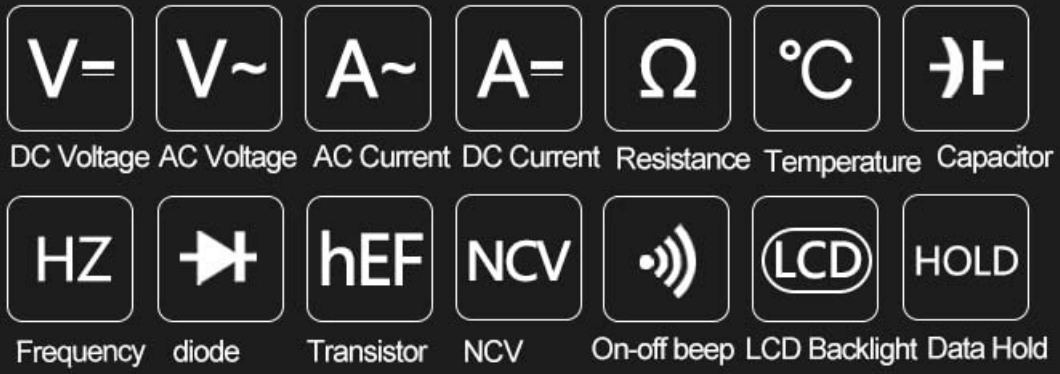 V⎓ V~ A~ A⎓ Ω ℃
DC Voltage AC Voltage AC Current DC Current Resistance Temperature Capacitor
HZ hEF NCV LCD HOLD
Frequency diode Transistor NCV On-off beep LCD Backlight Data Hold